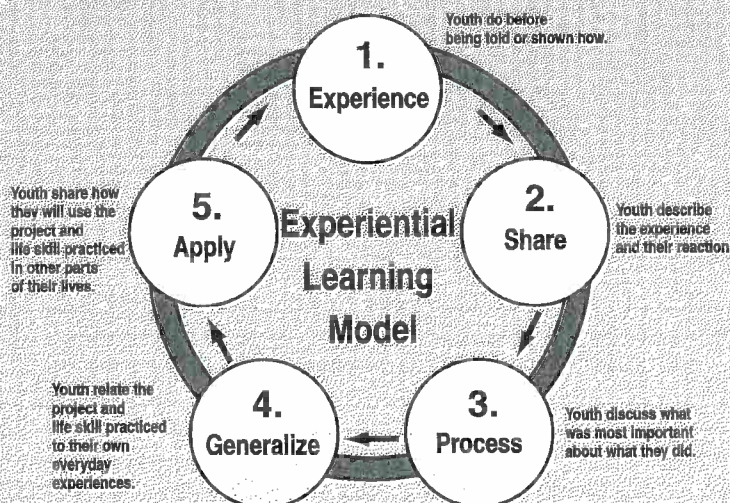 Youth do before
being told or shown how.
1.
Experience
2.
Share
Youth describe
the experience
and their reaction
3.
Process
Youth discuss what
was most important
about what they did.
4.
Generalize
Youth relate the
project and
life skill practiced
to their own
everyday
experiences.
5.
Apply
Youth share how
they will use the
project and
life skill practiced
in other parts
of their lives.
Experiential
Learning
Model